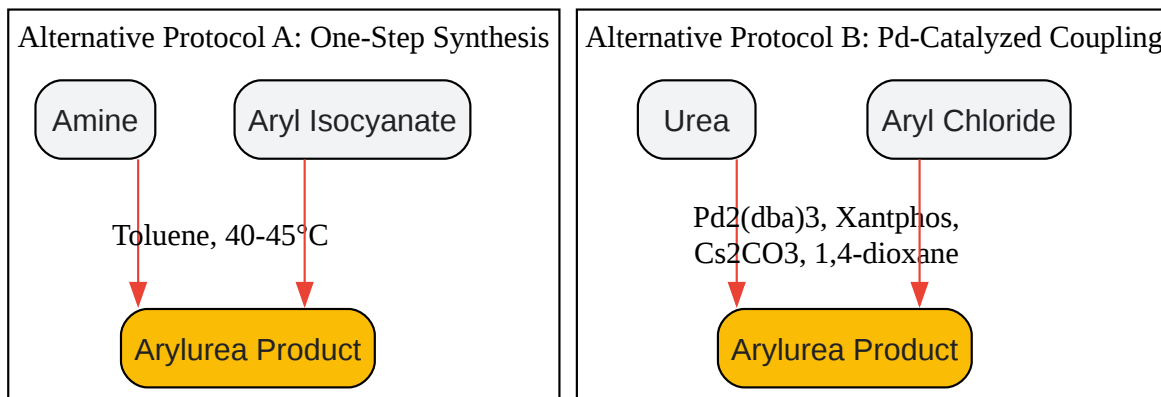 Alternative Protocol A: One-Step Synthesis
Amine
Aryl Isocyanate
Toluene, 40-45°C
Arylurea Product
Alternative Protocol B: Pd-Catalyzed Coupling
Urea
Aryl Chloride
Pd2(dba)3, Xantphos,
Cs2CO3, 1,4-dioxane
Arylurea Product